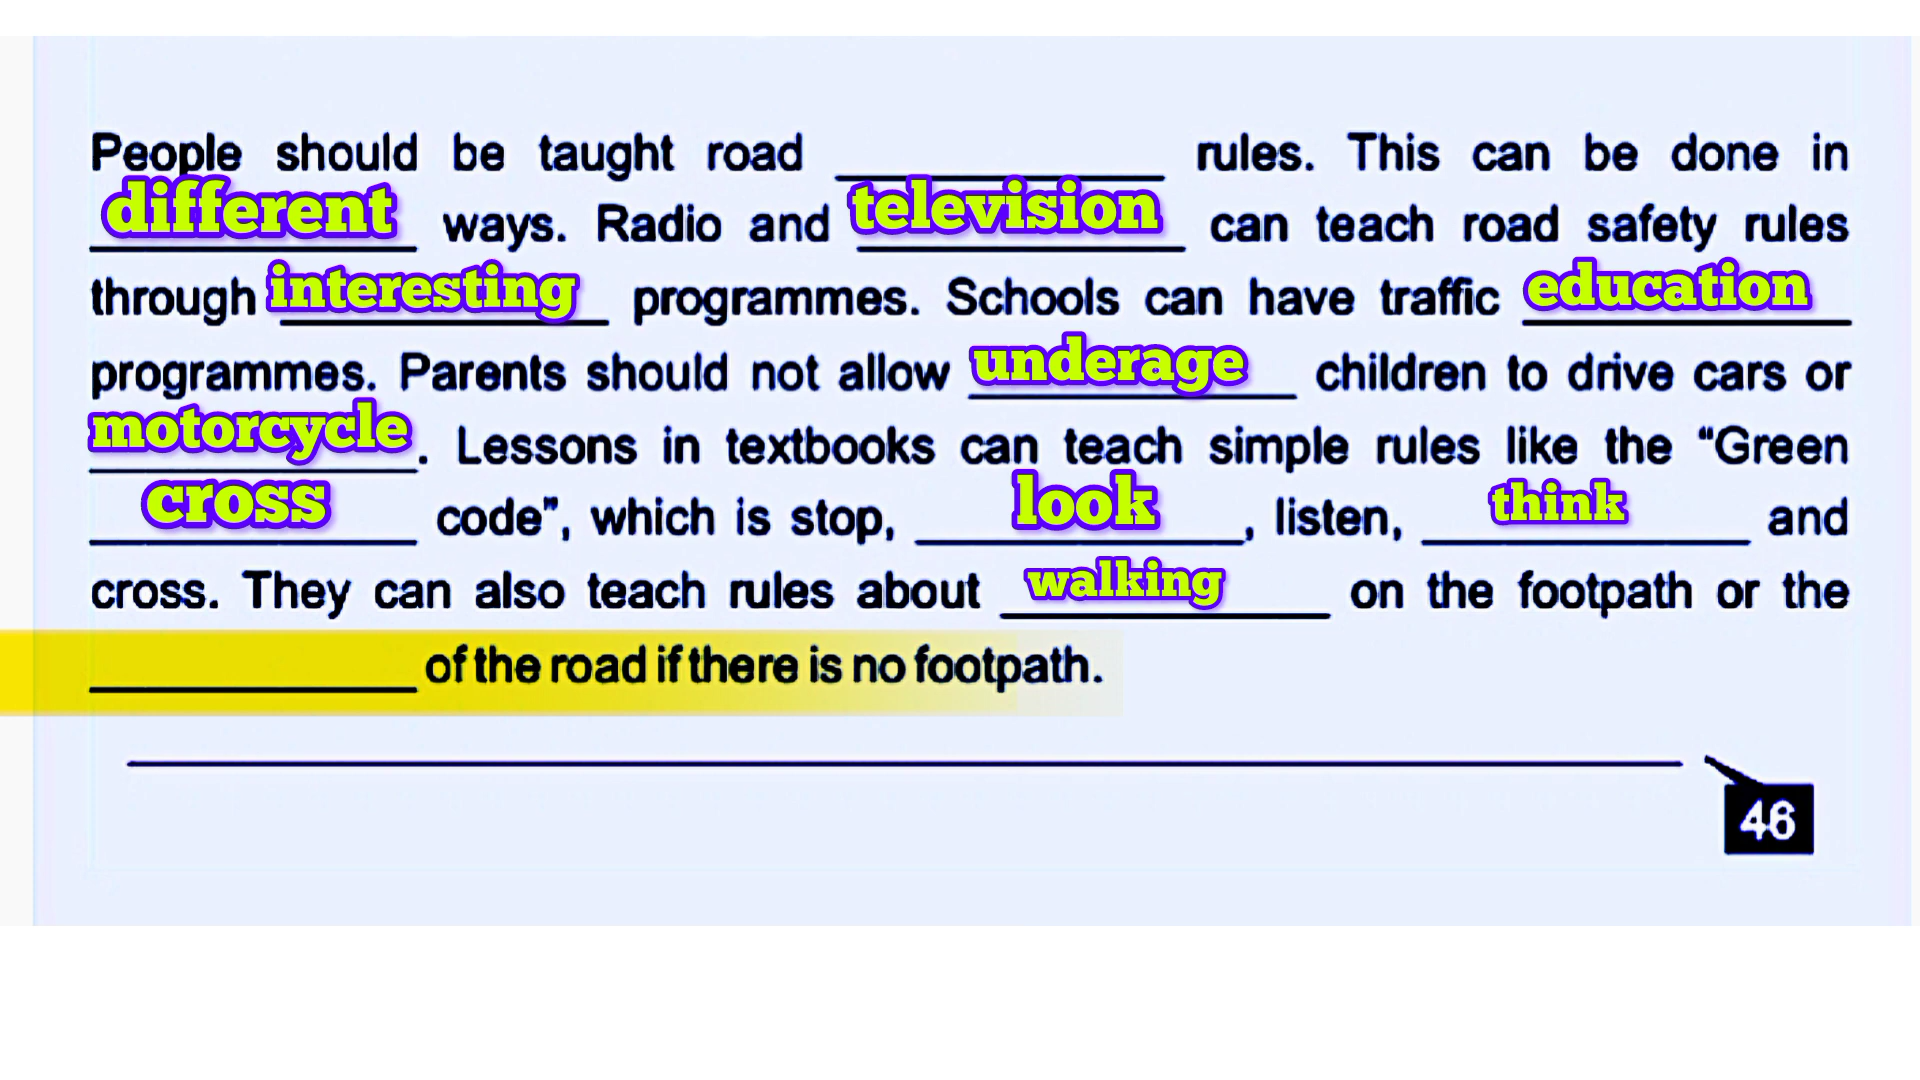 People should be taught road ____________ rules. This can be done in
different ways. Radio and television can teach road safety rules
through interesting programmes. Schools can have traffic education
programmes. Parents should not allow underage children to drive cars or
motorcycle. Lessons in textbooks can teach simple rules like the “Green
cross code”, which is stop, look, listen, think and
cross. They can also teach rules about walking on the footpath or the
____________ of the road if there is no footpath.
46